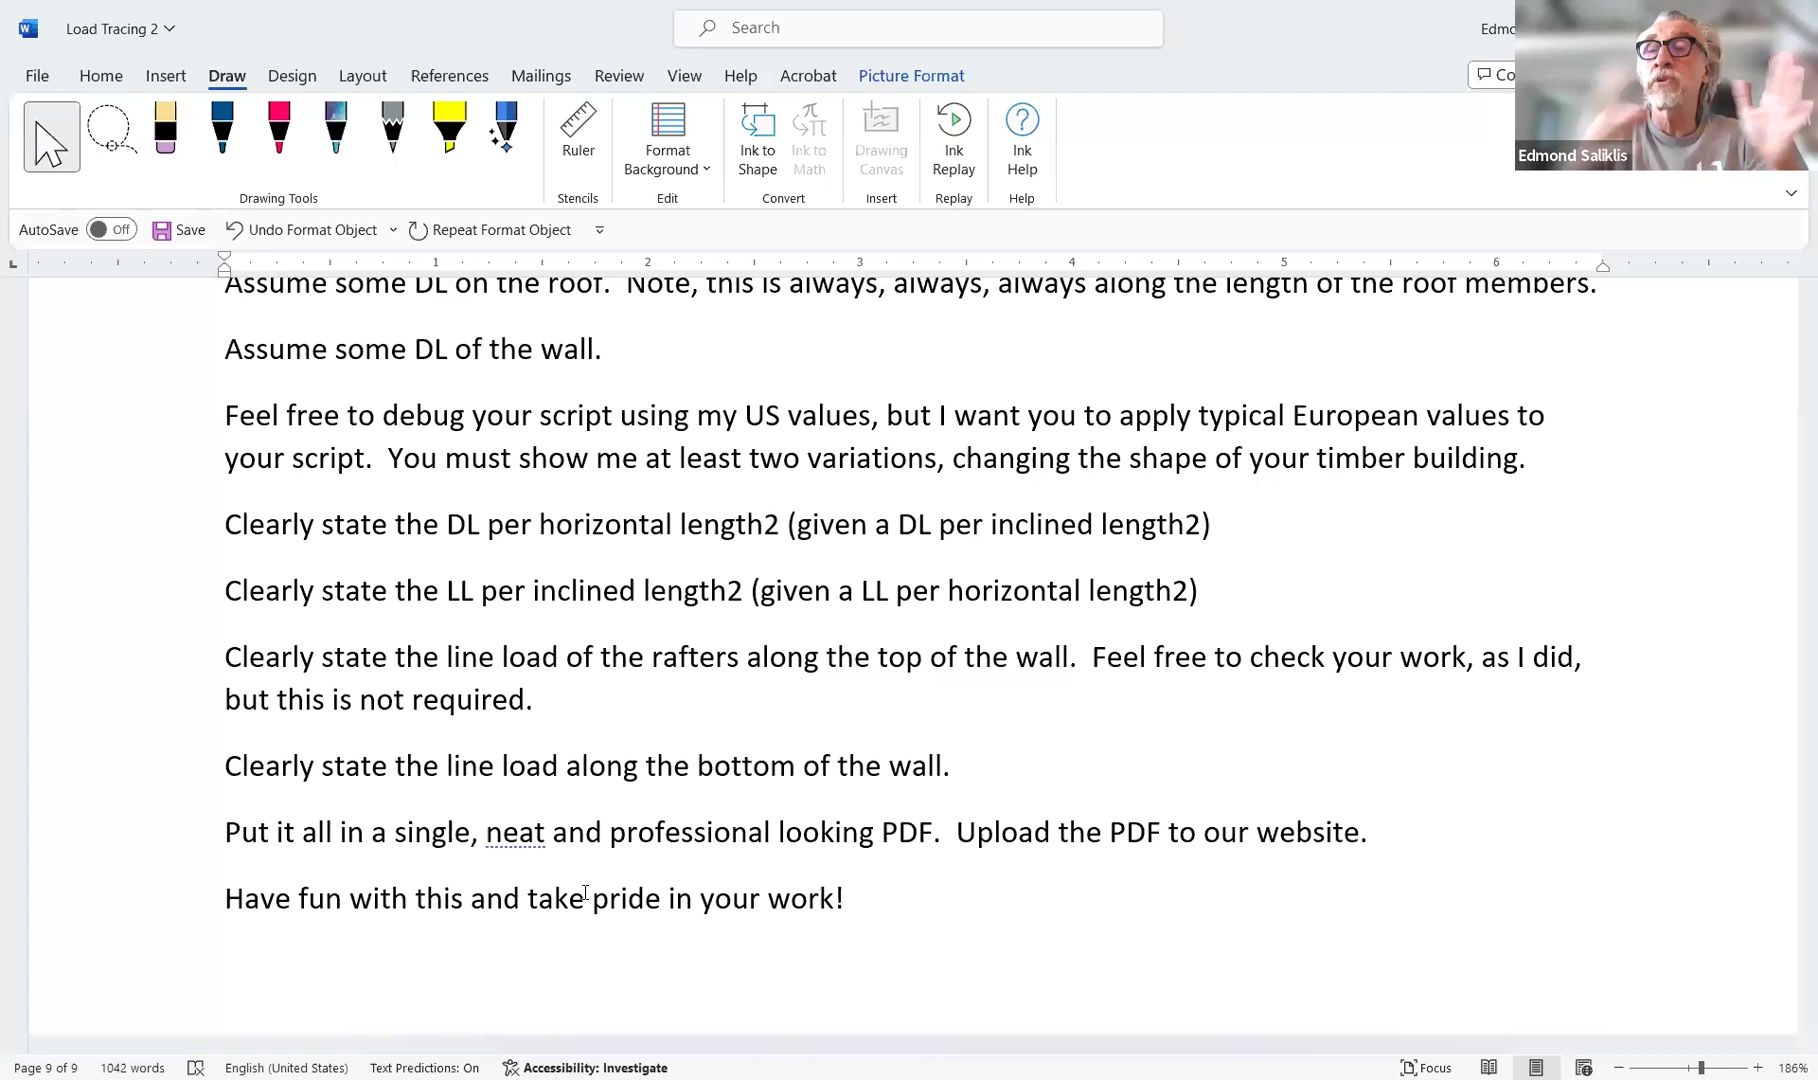 Load Tracing 2
Search
Edmo
File Home Insert Draw Design Layout References Mailings Review View Help Acrobat Picture Format
Co
Ruler
Format Background
Ink to Shape
Ink to Math
Drawing Canvas
Ink Replay
Ink Help
Drawing Tools Stencils Edit Convert Insert Replay Help
Edmond Saliklis
AutoSave Off Save Undo Format Object Repeat Format Object
1 2 3 4 5 6
Assume some DL on the roof. Note, this is always, always, always along the length of the roof members.
Assume some DL of the wall.
Feel free to debug your script using my US values, but I want you to apply typical European values to
your script. You must show me at least two variations, changing the shape of your timber building.
Clearly state the DL per horizontal length2 (given a DL per inclined length2)
Clearly state the LL per inclined length2 (given a LL per horizontal length2)
Clearly state the line load of the rafters along the top of the wall. Feel free to check your work, as I did,
but this is not required.
Clearly state the line load along the bottom of the wall.
Put it all in a single, neat and professional looking PDF. Upload the PDF to our website.
Have fun with this and take pride in your work!
Page 9 of 9 1042 words English (United States) Text Predictions: On Accessibility: Investigate Focus 186%